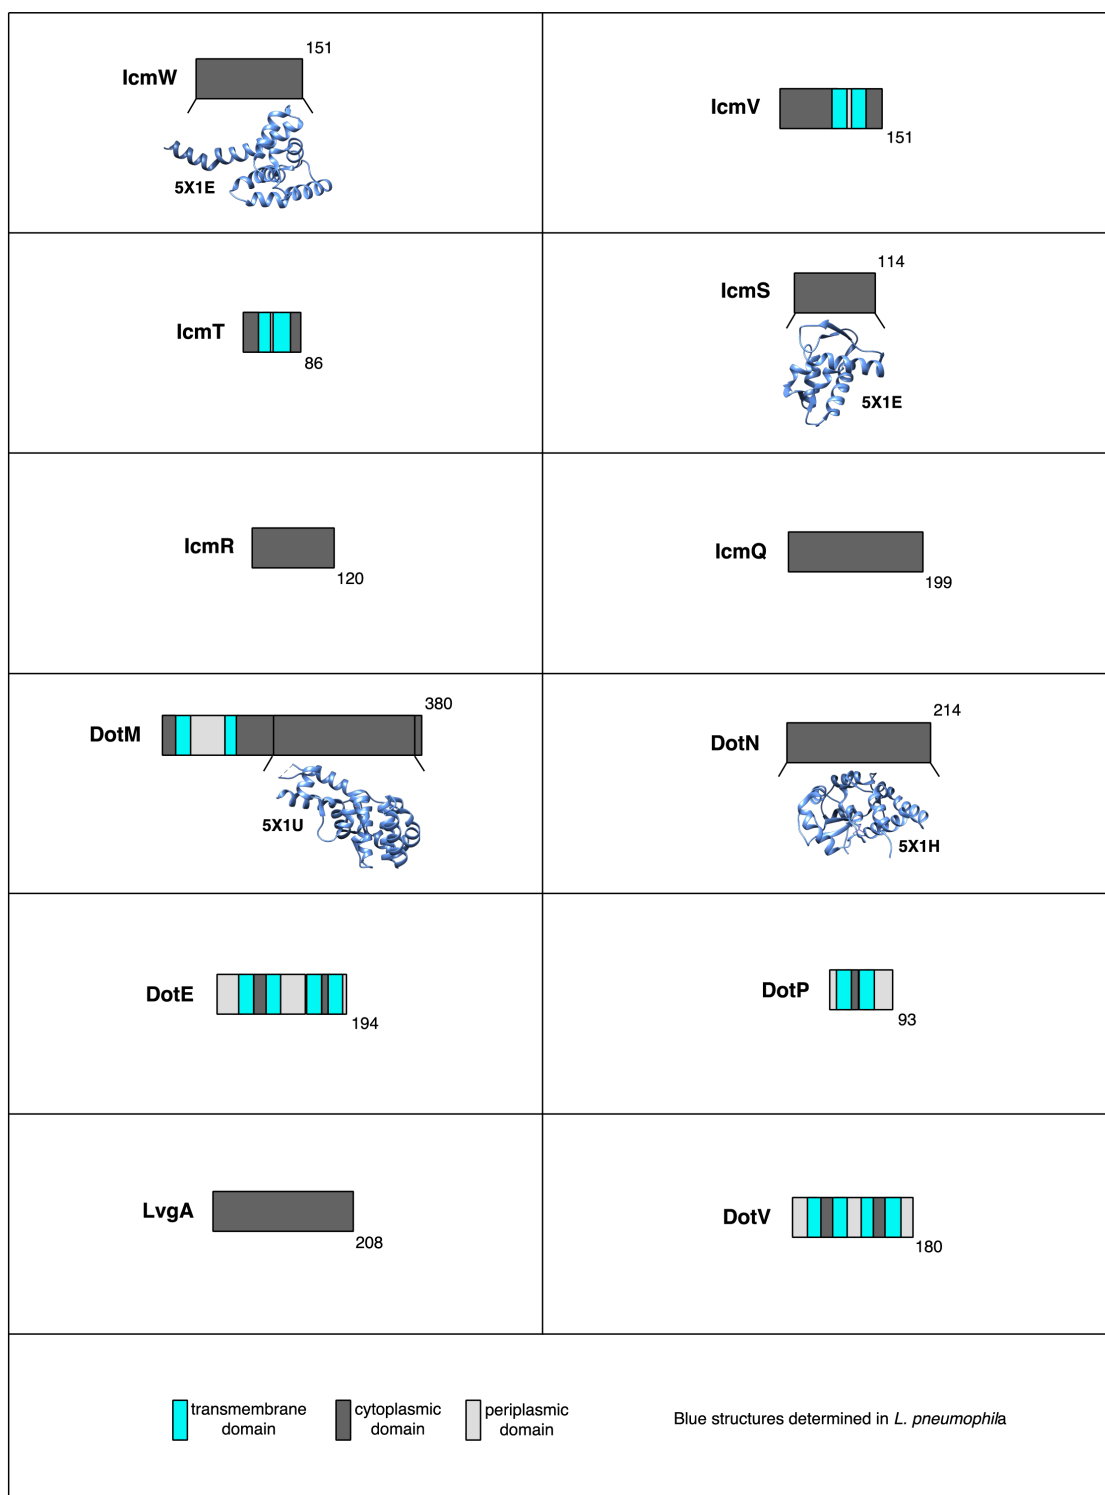 IcmW
151
5X1E
IcmV
151
IcmT
86
IcmS
114
5X1E
IcmR
120
IcmQ
199
DotM
380
5X1U
DotN
214
5X1H
DotE
194
DotP
93
LvgA
208
DotV
180
transmembrane
domain
cytoplasmic
domain
periplasmic
domain
Blue structures determined in L. pneumophila